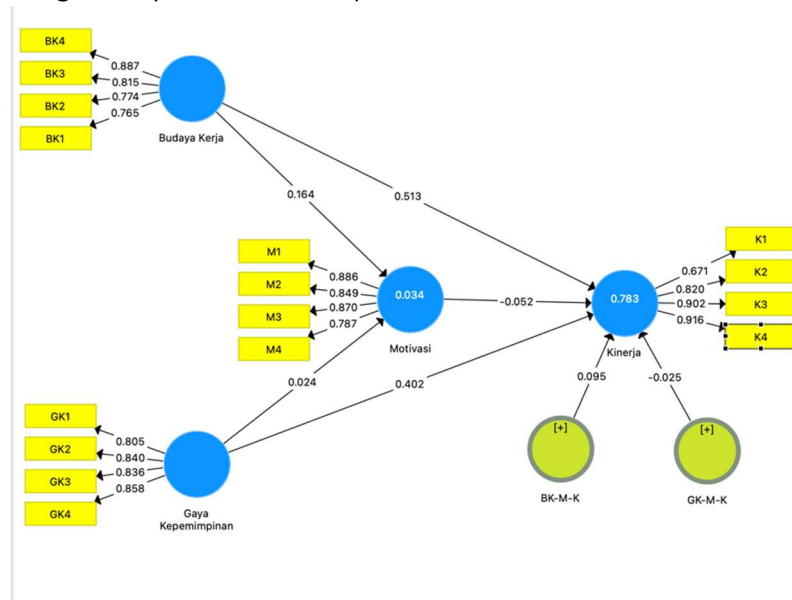 BK4
BK3
BK2
BK1
0.887
0.815
0.774
0.765
Budaya Kerja
0.164
0.513
M1
M2
M3
M4
0.886
0.849
0.870
0.787
0.034
Motivasi
-0.052
0.783
Kinerja
0.671
0.820
0.902
0.916
K1
K2
K3
K4
0.024
0.402
0.095
-0.025
GK1
GK2
GK3
GK4
0.805
0.840
0.836
0.858
Gaya
Kepemimpinan
[+]
BK-M-K
[+]
GK-M-K